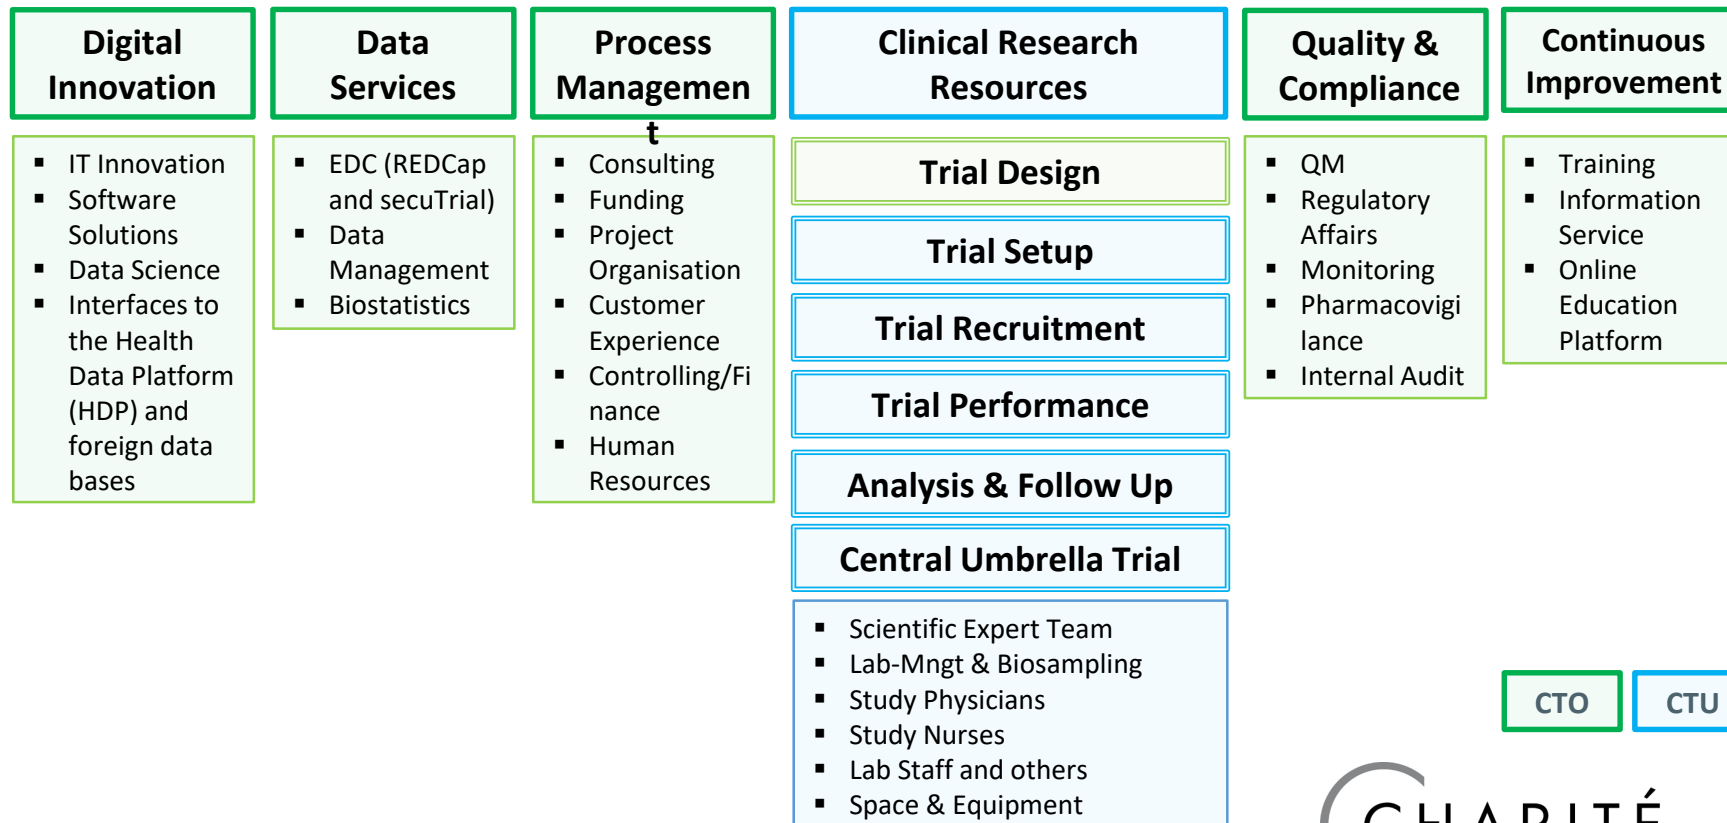 Digital
Innovation
▪ IT Innovation
▪ Software
Solutions
▪ Data Science
▪ Interfaces to
the Health
Data Platform
(HDP) and
foreign data
bases
Data
Services
▪ EDC (REDCap
and secuTrial)
▪ Data
Management
▪ Biostatistics
Process
Managemen
t
▪ Consulting
▪ Funding
▪ Project
Organisation
▪ Customer
Experience
▪ Controlling/Fi
nance
▪ Human
Resources
Clinical Research
Resources
Trial Design
Trial Setup
Trial Recruitment
Trial Performance
Analysis & Follow Up
Central Umbrella Trial
▪ Scientific Expert Team
▪ Lab-Mngt & Biosampling
▪ Study Physicians
▪ Study Nurses
▪ Lab Staff and others
▪ Space & Equipment
Quality &
Compliance
▪ QM
▪ Regulatory
Affairs
▪ Monitoring
▪ Pharmacovigi
lance
▪ Internal Audit
Continuous
Improvement
▪ Training
▪ Information
Service
▪ Online
Education
Platform
CTO
CTU
CHARITÉ